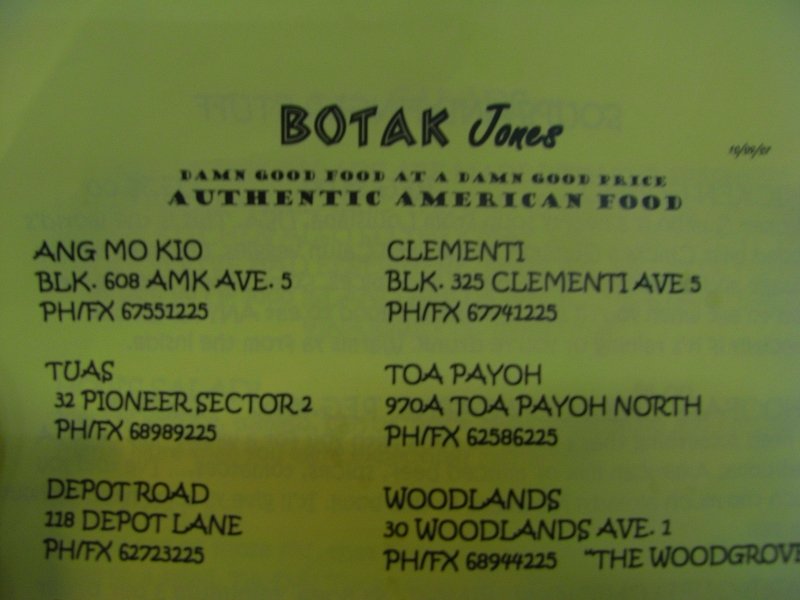 BOTAK Jones
DAMN GOOD FOOD AT A DAMN GOOD PRICE
AUTHENTIC AMERICAN FOOD
ANG MO KIO
BLK. 608 AMK AVE. 5
PH/FX 67551225
CLEMENTI
BLK. 325 CLEMENTI AVE 5
PH/FX 67741225
TUAS
32 PIONEER SECTOR 2
PH/FX 68989225
TOA PAYOH
970A TOA PAYOH NORTH
PH/FX 62586225
DEPOT ROAD
118 DEPOT LANE
PH/FX 62723225
WOODLANDS
30 WOODLANDS AVE. 1
PH/FX 68944225 "THE WOODGROVE